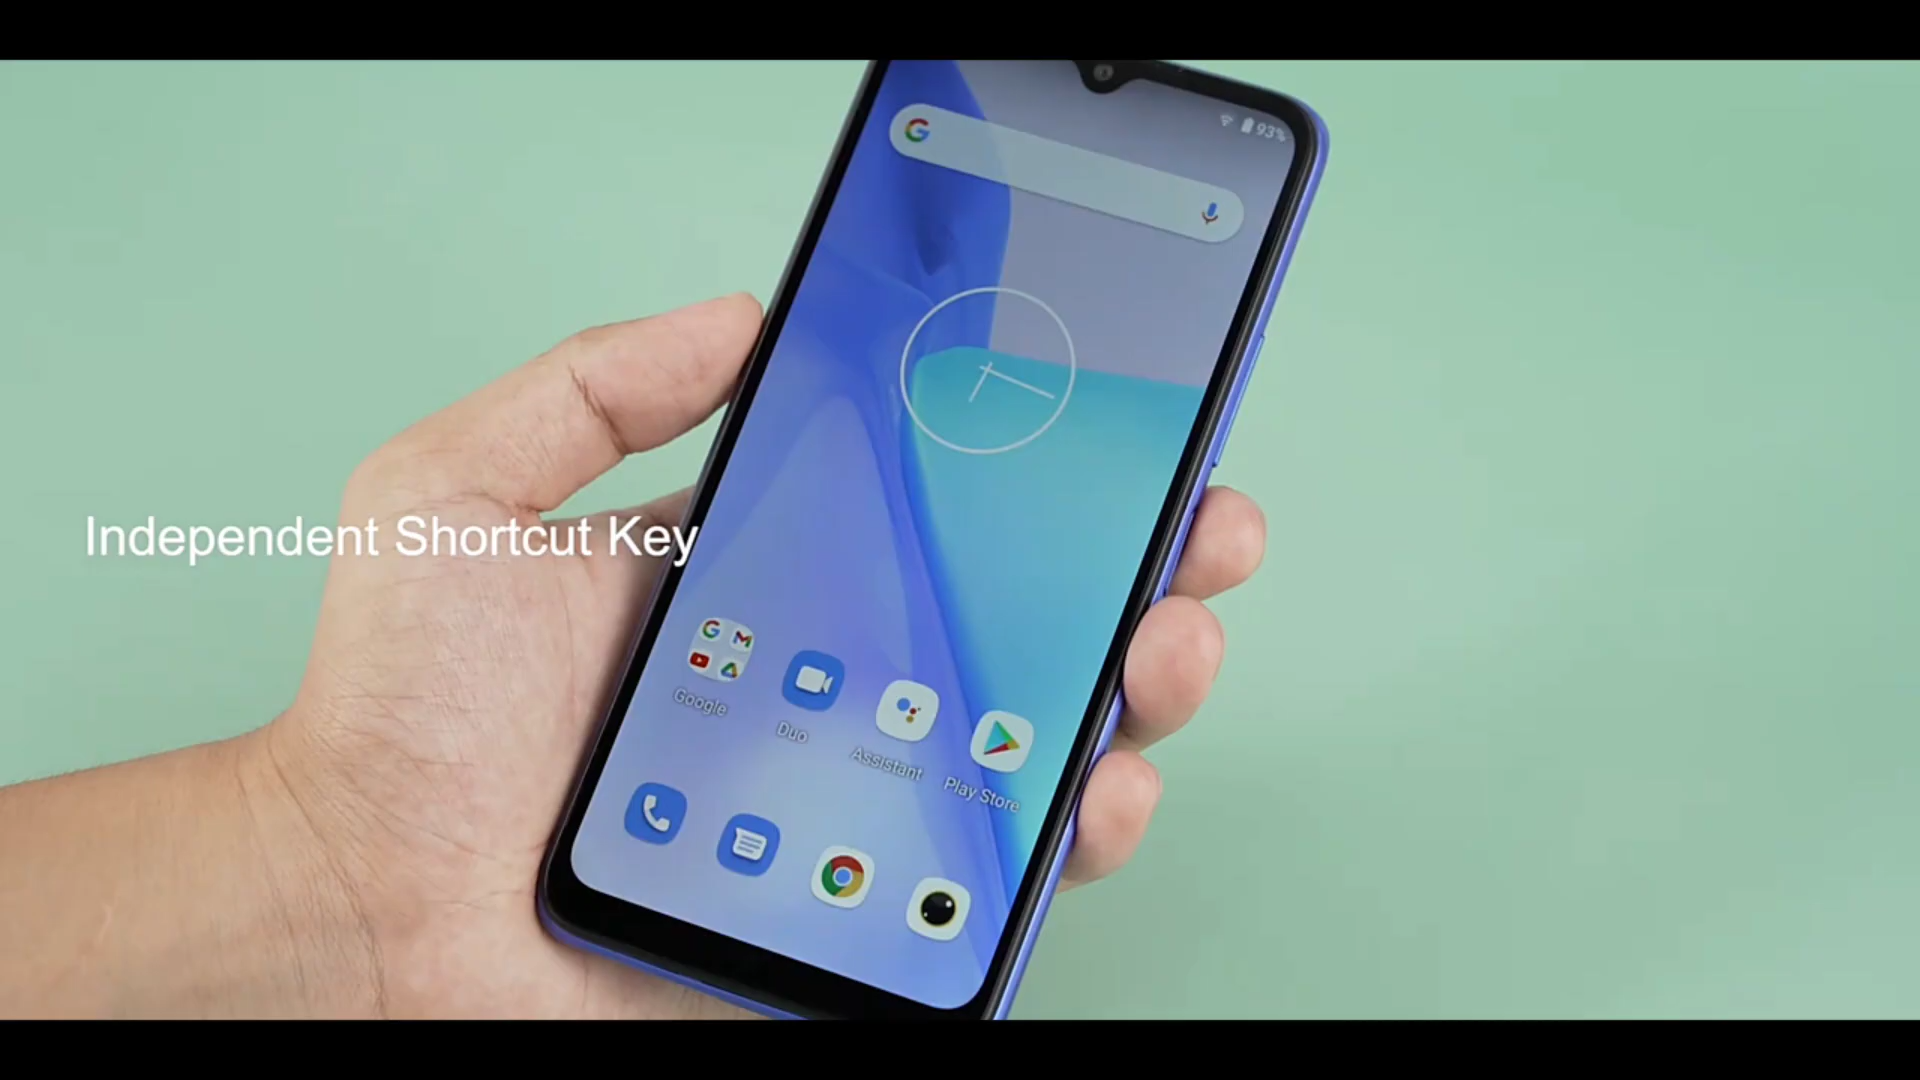 93%
Independent Shortcut Key
Google
Duo
Assistant
Play Store